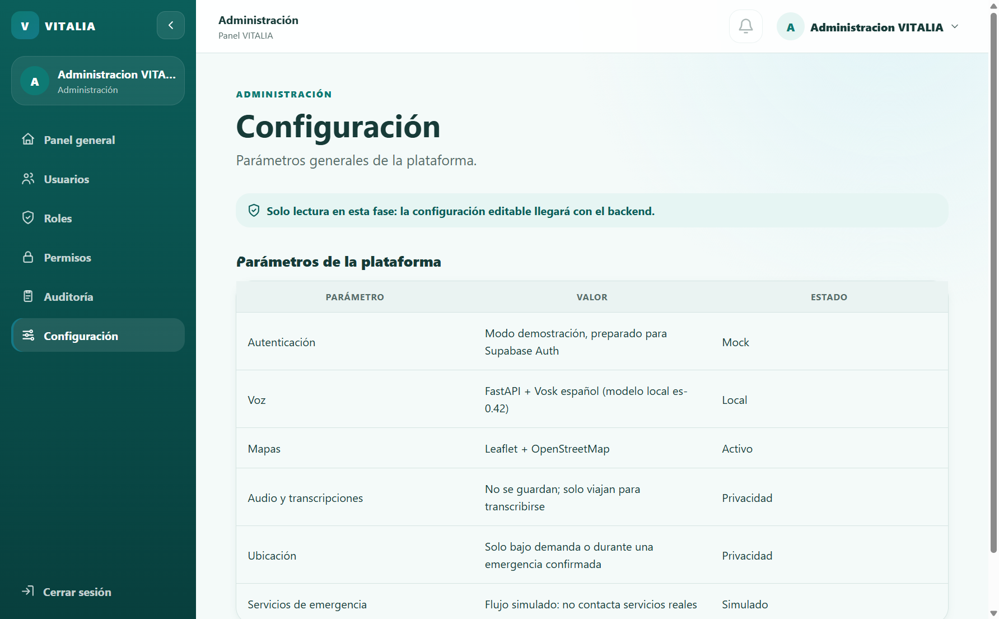 V VITALIA
A
Administracion VITA...
Administración
Panel general
Usuarios
Roles
Permisos
Auditoría
Configuración
Cerrar sesión
Administración
Panel VITALIA
A Administracion VITALIA
ADMINISTRACIÓN
Configuración
Parámetros generales de la plataforma.
Solo lectura en esta fase: la configuración editable llegará con el backend.
Parámetros de la plataforma
PARÁMETRO VALOR ESTADO
Autenticación
Modo demostración, preparado para
Supabase Auth
Mock
Voz
FastAPI + Vosk español (modelo local es-
0.42)
Local
Mapas Leaflet + OpenStreetMap Activo
Audio y transcripciones
No se guardan; solo viajan para
transcribirse
Privacidad
Ubicación
Solo bajo demanda o durante una
emergencia confirmada
Privacidad
Servicios de emergencia Flujo simulado: no contacta servicios reales Simulado